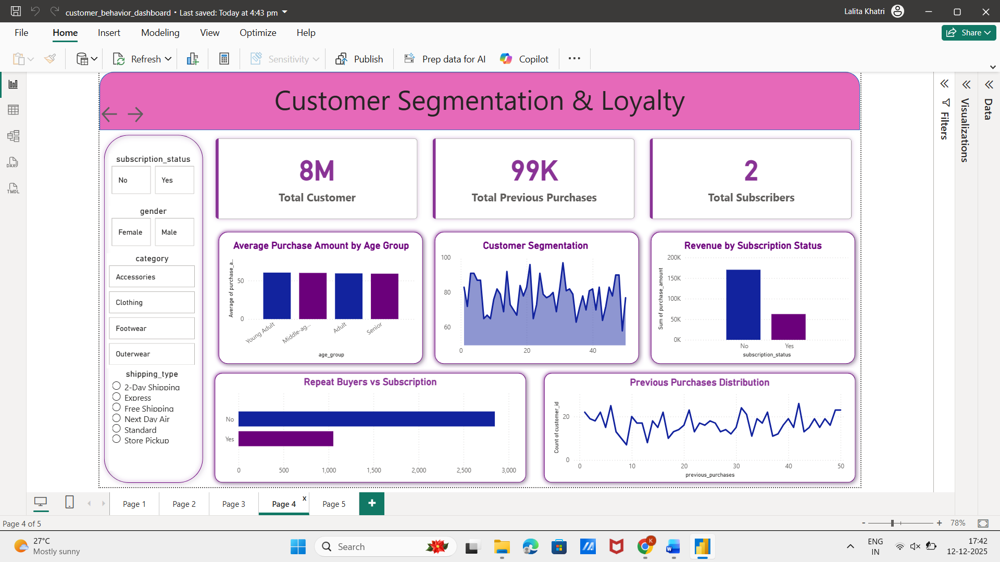 customer_behavior_dashboard • Last saved: Today at 4:43 pm
Lalita Khatri
File Home Insert Modeling View Optimize Help
Share
Refresh
Sensitivity
Publish
Prep data for AI
Copilot
Customer Segmentation & Loyalty
Filters
Visualizations
Data
DAX
TMDL
subscription_status
No
Yes
gender
Female
Male
category
Accessories
Clothing
Footwear
Outerwear
shipping_type
2-Day Shipping
Express
Free Shipping
Next Day Air
Standard
Store Pickup
8M
Total Customer
99K
Total Previous Purchases
2
Total Subscribers
Average Purchase Amount by Age Group
Average of purchase_a...
50
0
Young Adult
Middle-ag...
Adult
Senior
age_group
Customer Segmentation
100
80
60
0 20 40
Revenue by Subscription Status
Sum of purchase_amount
200K
150K
100K
50K
0K
No Yes
subscription_status
Repeat Buyers vs Subscription
No
Yes
0 500 1,000 1,500 2,000 2,500 3,000
Previous Purchases Distribution
Count of customer_id
20
0
0 10 20 30 40 50
previous_purchases
Page 1
Page 2
Page 3
Page 4
x
Page 5
+
Page 4 of 5
- + 78%
27°C
Mostly sunny
Search
K
W
ENG
IN
17:42
12-12-2025